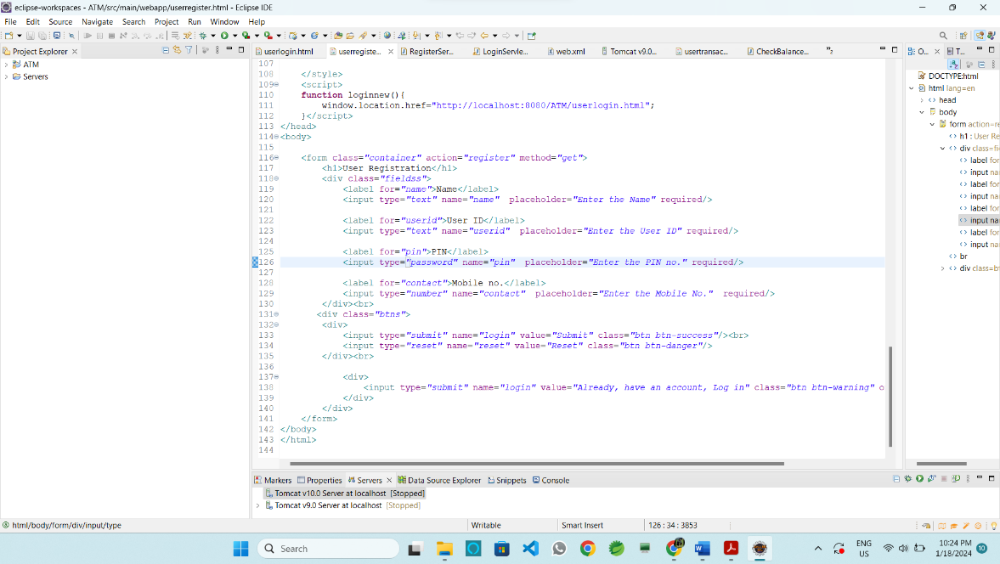 eclipse-workspaces - ATM/src/main/webapp/userregister.html - Eclipse IDE
File Edit Source Navigate Search Project Run Window Help
Project Explorer
ATM
Servers
userlogin.html userregiste... RegisterSer... LoginServle... web.xml Tomcat v9.0... usertransac... CheckBalance... »2
107
108 </style>
109 <script>
110 function loginnew(){
111 window.location.href="http://localhost:8080/ATM/userlogin.html";
112 }</script>
113 </head>
114 <body>
115
116 <form class="container" action="register" method="get">
117 <h1>User Registration</h1>
118 <div class="fieldss">
119 <label for="name">Name</label>
120 <input type="text" name="name" placeholder="Enter the Name" required/>
121
122 <label for="userid">User ID</label>
123 <input type="text" name="userid" placeholder="Enter the User ID" required/>
124
125 <label for="pin">PIN</label>
126 <input type="password" name="pin" placeholder="Enter the PIN no." required/>
127
128 <label for="contact">Mobile no.</label>
129 <input type="number" name="contact" placeholder="Enter the Mobile No." required/>
130 </div><br>
131 <div class="btns">
132 <div>
133 <input type="submit" name="login" value="Submit" class="btn btn-success"/><br>
134 <input type="reset" name="reset" value="Reset" class="btn btn-danger"/>
135 </div><br>
136
137 <div>
138 <input type="submit" name="login" value="Already, have an account, Log in" class="btn btn-warning" o
139 </div>
140 </div>
141 </form>
142 </body>
143 </html>
144
O... T...
DOCTYPE:html
html lang=en
head
body
form action=re
h1 : User Re
div class=fi
label for
input na
label for
input na
label for
input na
label for
input na
br
div class=bt
Markers Properties Servers Data Source Explorer Snippets Console
Tomcat v10.0 Server at localhost [Stopped]
Tomcat v9.0 Server at localhost [Stopped]
html/body/form/div/input/type Writable Smart Insert 126 : 34 : 3853
Search
ENG
US
10:24 PM
1/18/2024
10